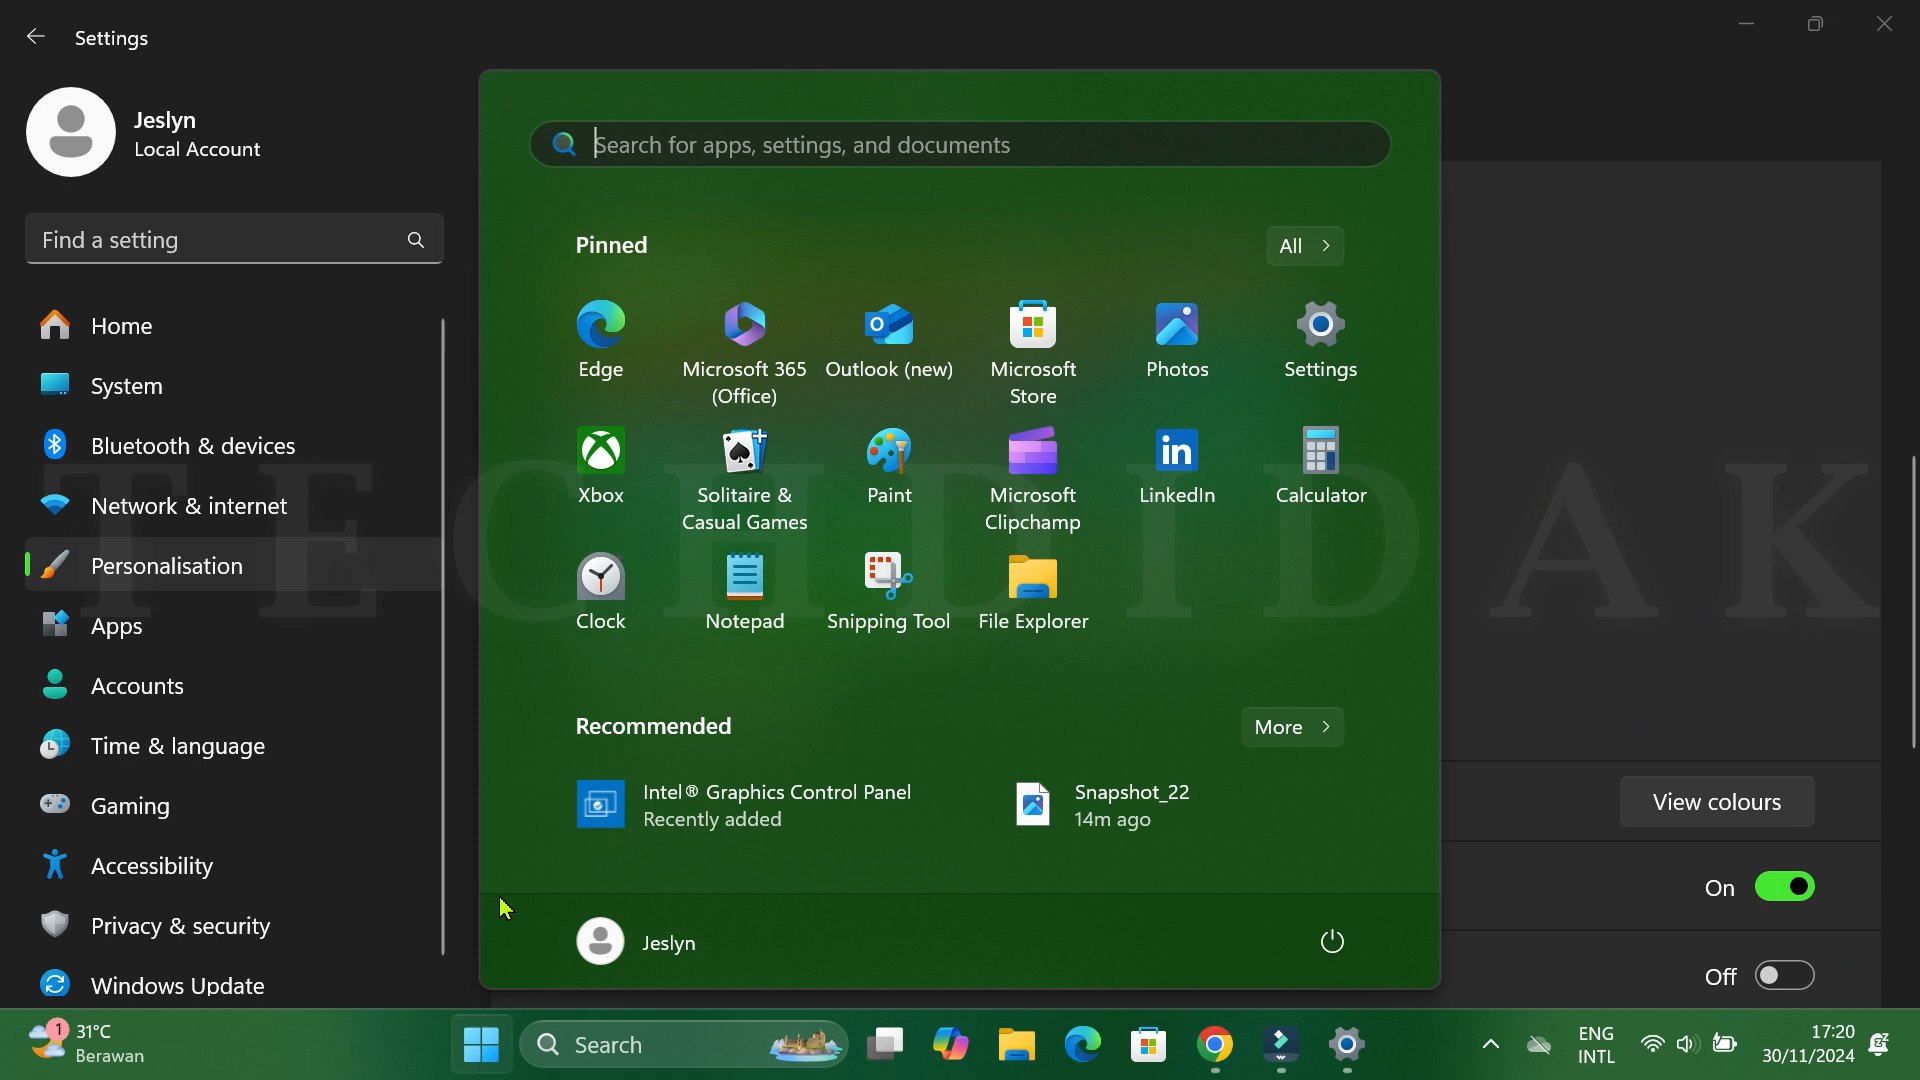 Settings
Jeslyn
Local Account
Find a setting
Home
System
Bluetooth & devices
Network & internet
Personalisation
Apps
Accounts
Time & language
Gaming
Accessibility
Privacy & security
Windows Update
Search for apps, settings, and documents
Pinned
All
Edge
Microsoft 365
(Office)
Outlook (new)
Microsoft
Store
Photos
Settings
Xbox
Solitaire &
Casual Games
Paint
Microsoft
Clipchamp
LinkedIn
Calculator
Clock
Notepad
Snipping Tool
File Explorer
Recommended
More
Intel® Graphics Control Panel
Recently added
Snapshot_22
14m ago
Jeslyn
View colours
On
Off
TECHDIDAK
1
31°C
Berawan
Search
ENG
INTL
17:20
30/11/2024